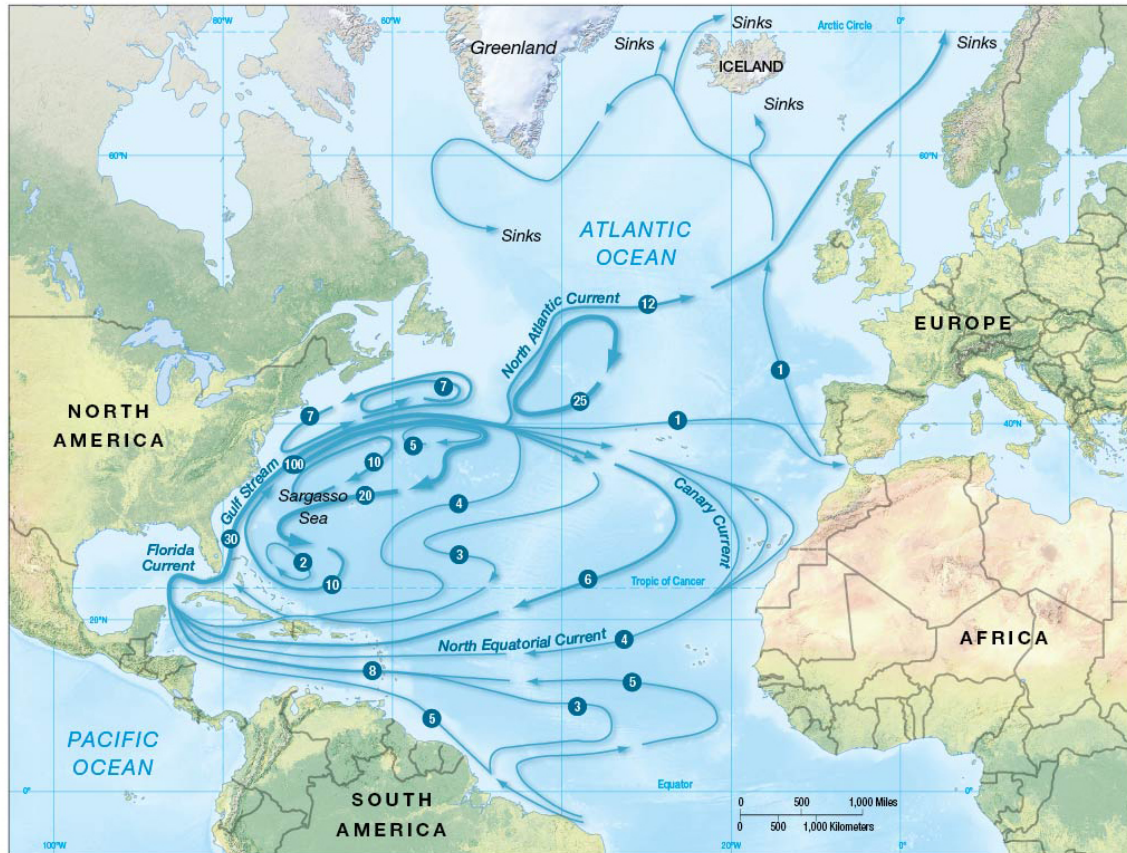 80°W
60°W
20°W
0°
Arctic Circle
Sinks
Greenland
Sinks
Sinks
ICELAND
Sinks
60°N
60°N
Sinks
ATLANTIC
OCEAN
North Atlantic Current
12
EUROPE
NORTH
AMERICA
7
7
25
1
1
40°N
100
5
10
Gulf Stream
20
4
Sargasso
Sea
Canary Current
Florida
Current
30
2
10
3
6
Tropic of Cancer
20°N
North Equatorial Current
4
AFRICA
8
5
3
5
PACIFIC
OCEAN
Equator
0°
0°
SOUTH
AMERICA
0 500 1,000 Miles
0 500 1,000 Kilometers
100°W
80°W
20°W
0°